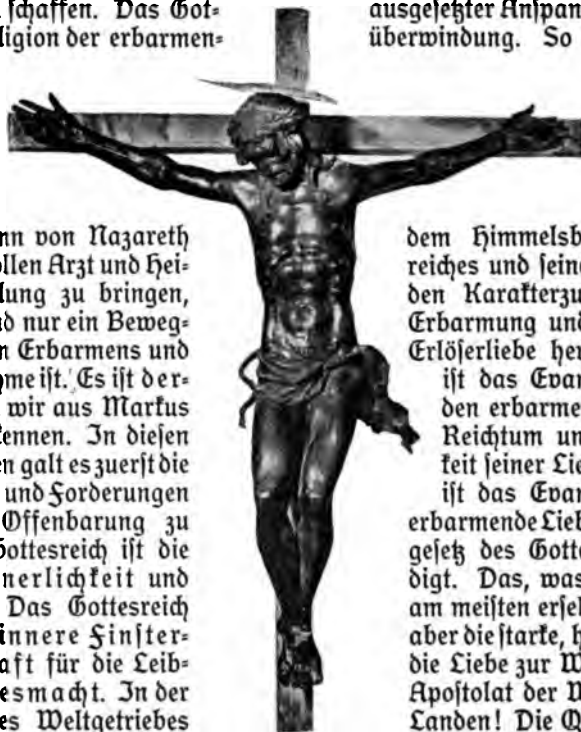 schaffen. Das Got-
ligion der erbarmen-
nn von Nazareth
llen Arzt und Hei-
lung zu bringen,
d nur ein Beweg-
n Erbarmens und
me ist. Es ist der-
wir aus Markus
ennen. In diesen
en galt es zuerst die
und Forderungen
Offenbarung zu
ottesreich ist die
nerlichkeit und
Das Gottesreich
innere Finster-
aft für die Leib-
esmacht. In der
es Weltgetriebes
ausgesetzter Anspan
überwindung. So
dem Himmelsb
reiches und sein
den Karakterzu
Erbarmung und
Erlöserliebe her
ist das Evan
den erbarme
Reichtum un
keit seiner Lie
ist das Evan
erbarmende Lieb
gesetz des Gotte
digt. Das, was
am meisten erseh
aber die starke, h
die Liebe zur W
Apostolat der W
Landen! Die Q